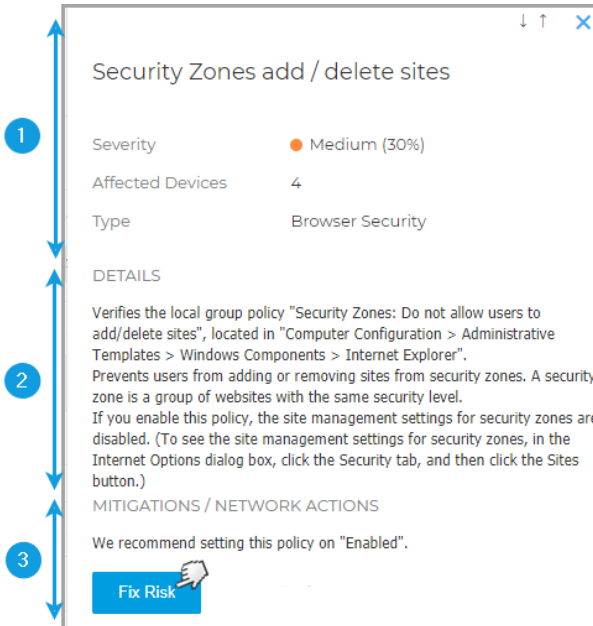 ↓ ↑ ×
Security Zones add / delete sites
1
Severity Medium (30%)
Affected Devices 4
Type Browser Security
DETAILS
Verifies the local group policy "Security Zones: Do not allow users to
add/delete sites", located in "Computer Configuration > Administrative
Templates > Windows Components > Internet Explorer".
Prevents users from adding or removing sites from security zones. A security
2
zone is a group of websites with the same security level.
If you enable this policy, the site management settings for security zones are
disabled. (To see the site management settings for security zones, in the
Internet Options dialog box, click the Security tab, and then click the Sites
button.)
MITIGATIONS / NETWORK ACTIONS
We recommend setting this policy on "Enabled".
3
Fix Risk